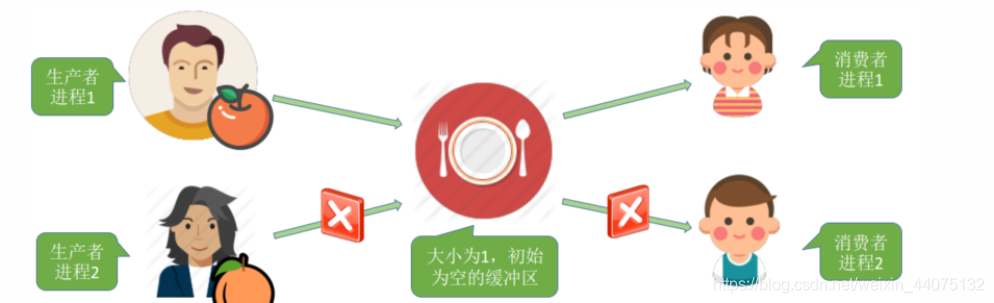 生产者
进程1
消费者
进程1
生产者
进程2
大小为1，初始
为空的缓冲区
消费者
进程2
https://blog.csdn.net/weixin_44075132